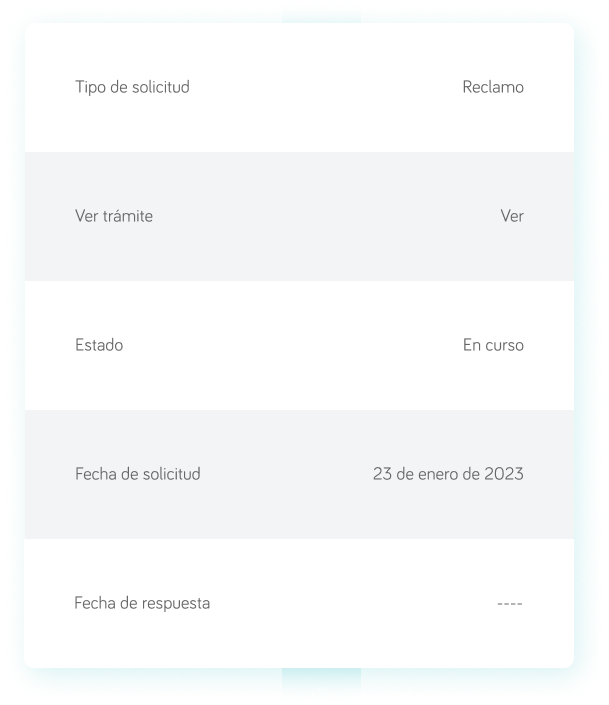 Tipo de solicitud Reclamo
Ver trámite Ver
Estado En curso
Fecha de solicitud 23 de enero de 2023
Fecha de respuesta ----